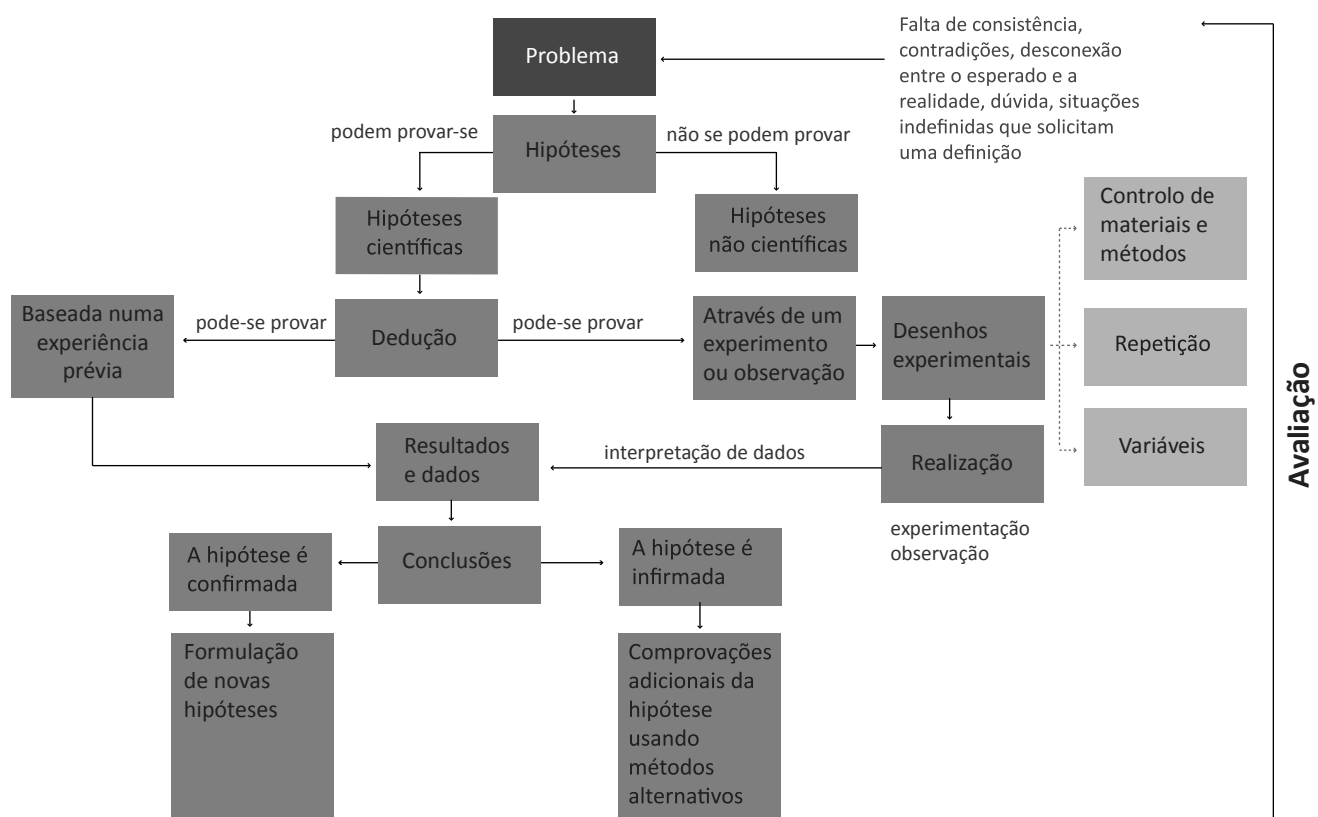 Problema
Falta de consistência,
contradições, desconexão
entre o esperado e a
realidade, dúvida, situações
indefinidas que solicitam
uma definição
podem provar-se
Hipóteses
não se podem provar
Hipóteses
científicas
Hipóteses
não científicas
Controlo de
materiais e
métodos
Baseada numa
experiência
prévia
pode-se provar
Dedução
pode-se provar
Através de um
experimento
ou observação
Desenhos
experimentais
Repetição
Variáveis
Avaliação
Resultados
e dados
interpretação de dados
Realização
experimentação
observação
A hipótese é
confirmada
Conclusões
A hipótese é
infirmada
Formulação
de novas
hipóteses
Comprovações
adicionais da
hipótese
usando
métodos
alternativos